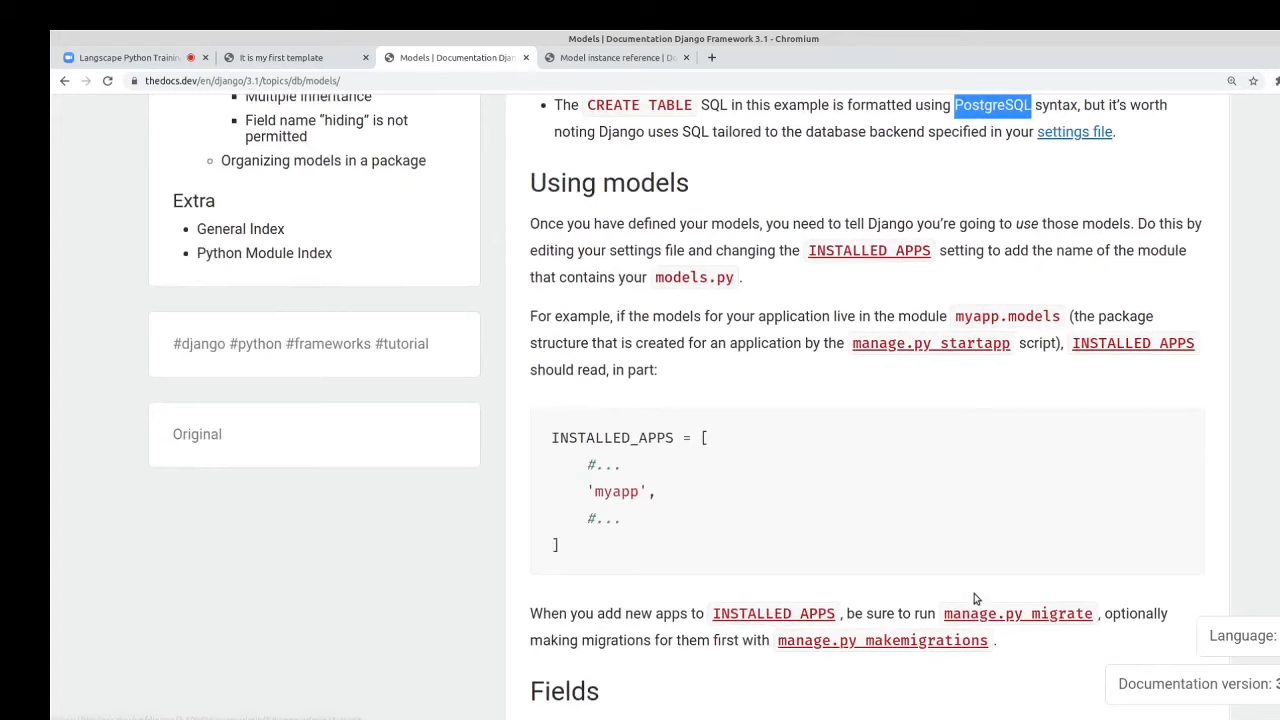 Models | Documentation Django Framework 3.1 - Chromium
Langscape Python Trainin
It is my first template
Models | Documentation Djan
Model instance reference | Do
thedocs.dev/en/django/3.1/topics/db/models/
Multiple inheritance
Field name “hiding” is not
permitted
Organizing models in a package
Extra
General Index
Python Module Index
#django #python #frameworks #tutorial
Original
The CREATE TABLE SQL in this example is formatted using PostgreSQL syntax, but it’s worth
noting Django uses SQL tailored to the database backend specified in your settings file.
Using models
Once you have defined your models, you need to tell Django you’re going to use those models. Do this by
editing your settings file and changing the INSTALLED_APPS setting to add the name of the module
that contains your models.py .
For example, if the models for your application live in the module myapp.models (the package
structure that is created for an application by the manage.py startapp script), INSTALLED_APPS
should read, in part:
INSTALLED_APPS = [
#...
'myapp',
#...
]
When you add new apps to INSTALLED_APPS , be sure to run manage.py migrate , optionally
making migrations for them first with manage.py makemigrations .
Fields
Language:
Documentation version: 3